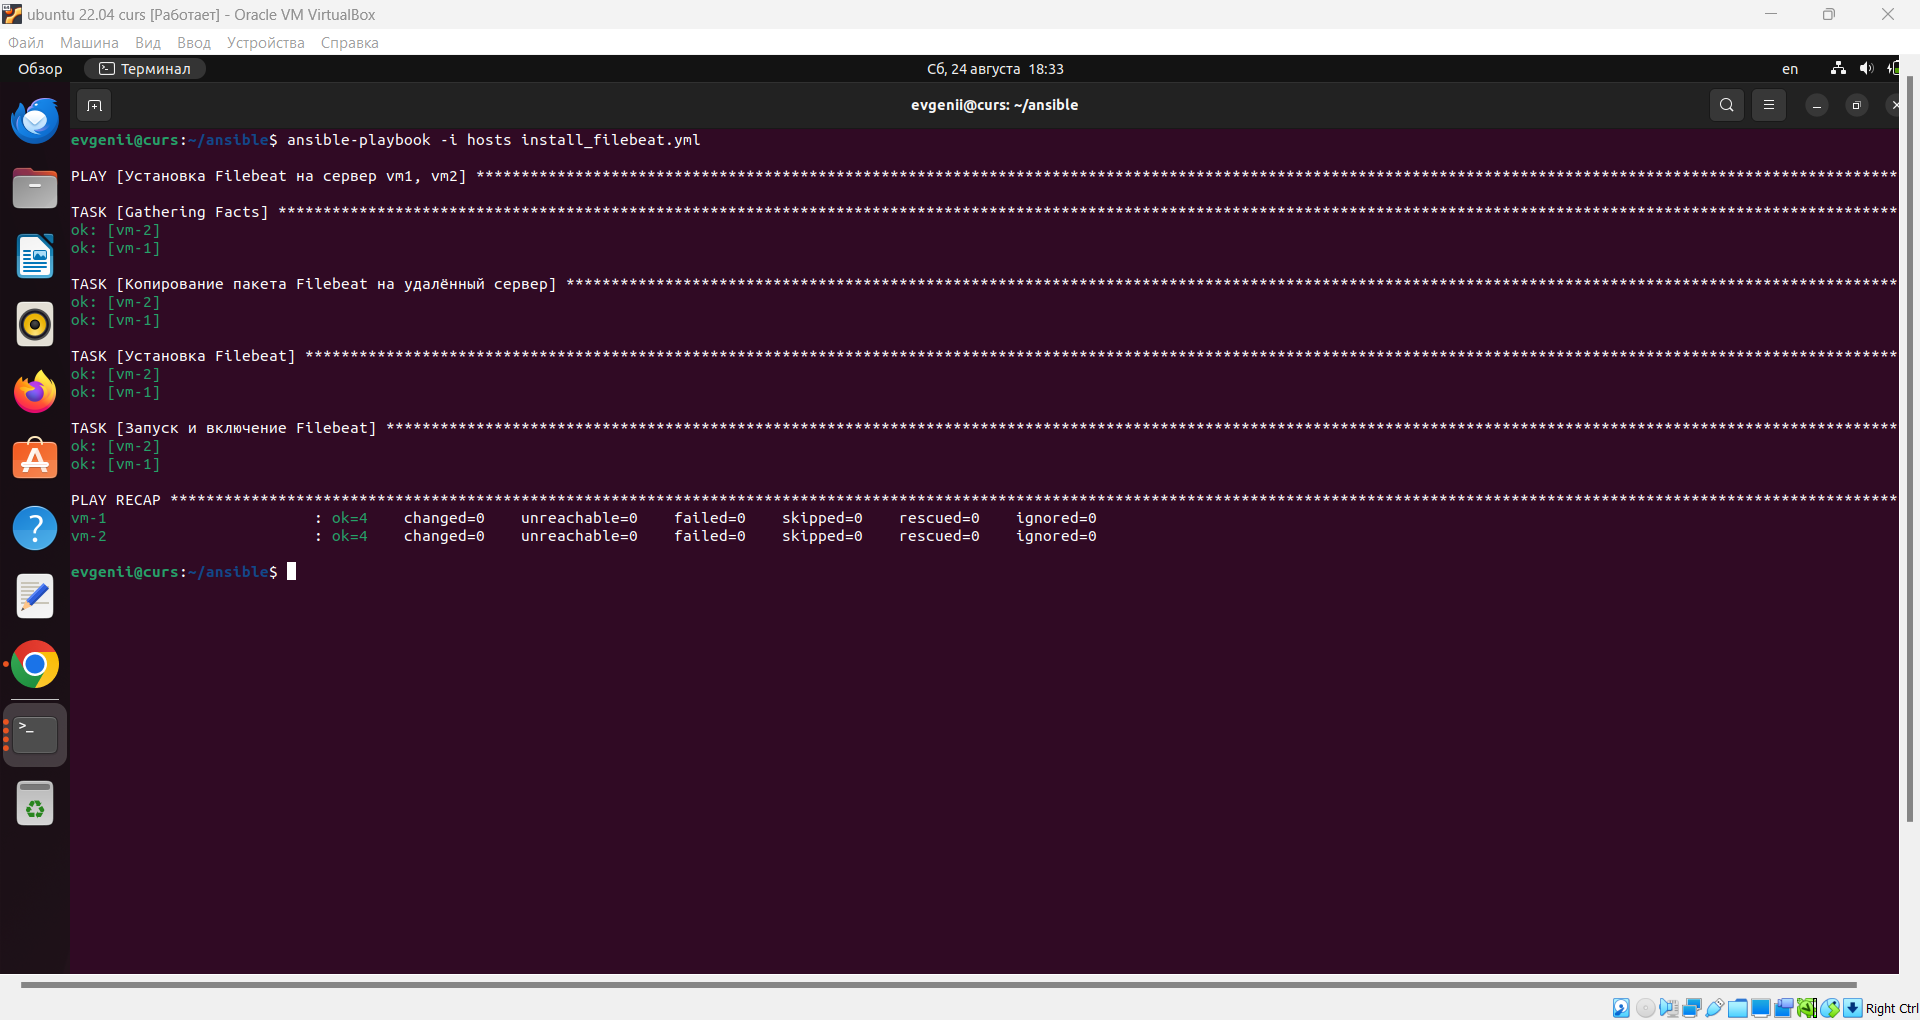 ubuntu 22.04 curs [Работает] - Oracle VM VirtualBox
Файл Машина Вид Ввод Устройства Справка
Обзор Терминал Сб, 24 августа 18:33 en
evgenii@curs: ~/ansible
evgenii@curs:~/ansible$ ansible-playbook -i hosts install_filebeat.yml
PLAY [Установка Filebeat на сервер vm1, vm2] ****************************************************************************************************************************************************************
TASK [Gathering Facts] ************************************************************************************************************************************************************************************
ok: [vm-2]
ok: [vm-1]
TASK [Копирование пакета Filebeat на удалённый сервер] ****************************************************************************************************************************************************
ok: [vm-2]
ok: [vm-1]
TASK [Установка Filebeat] *********************************************************************************************************************************************************************************
ok: [vm-2]
ok: [vm-1]
TASK [Запуск и включение Filebeat] ************************************************************************************************************************************************************************
ok: [vm-2]
ok: [vm-1]
PLAY RECAP ************************************************************************************************************************************************************************************************
vm-1 : ok=4 changed=0 unreachable=0 failed=0 skipped=0 rescued=0 ignored=0
vm-2 : ok=4 changed=0 unreachable=0 failed=0 skipped=0 rescued=0 ignored=0
evgenii@curs:~/ansible$
Right Ctrl